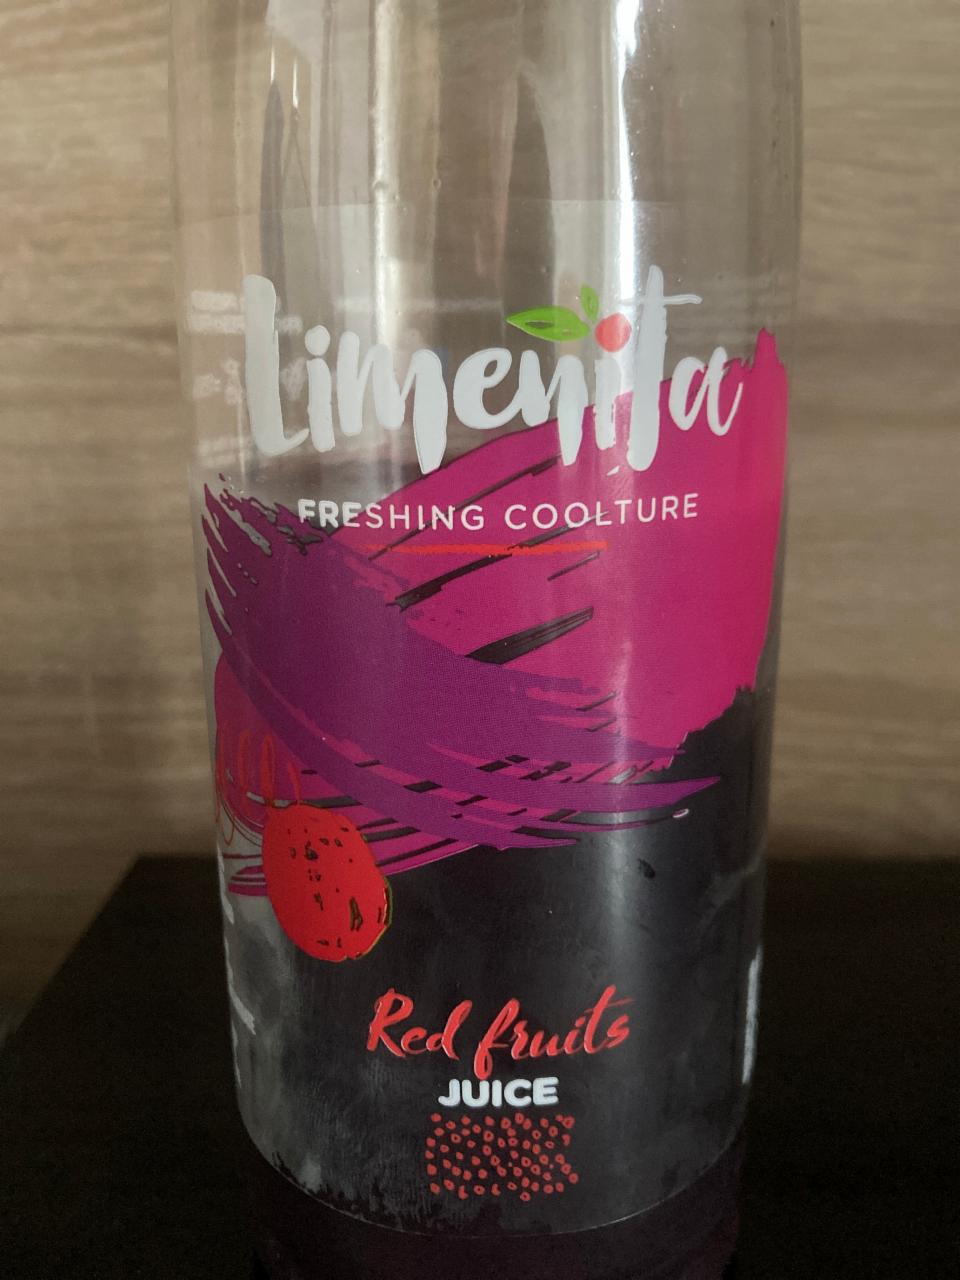 Limenita
FRESHING COOLTURE
Red fruits
JUICE